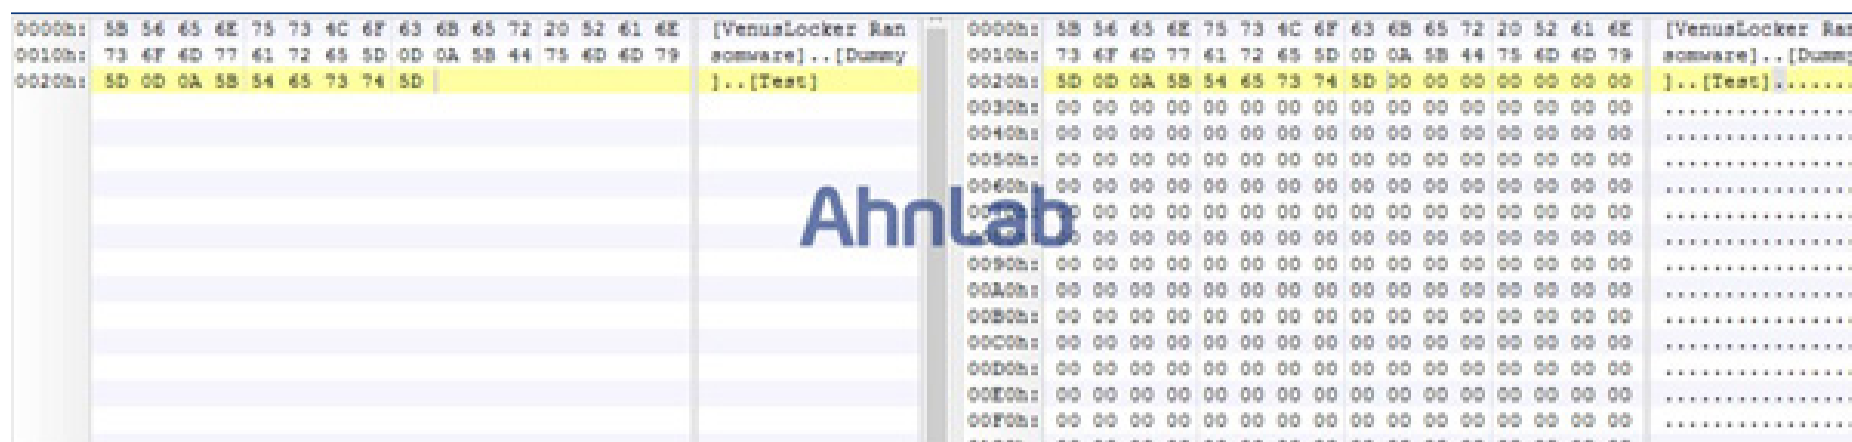 0000h: 5B 56 65 6E 75 73 4C 6F 63 6B 65 72 20 52 61 6E [VenusLocker Ran
0010h: 73 6F 6D 77 61 72 65 5D 0D 0A 5B 44 75 6D 6D 79 somware]..[Dummy
0020h: 5D 0D 0A 5B 54 65 73 74 5D ]..[Test]
0000h: 5B 56 65 6E 75 73 4C 6F 63 6B 65 72 20 52 61 6E [VenusLocker Ran
0010h: 73 6F 6D 77 61 72 65 5D 0D 0A 5B 44 75 6D 6D 79 somware]..[Dummy
0020h: 5D 0D 0A 5B 54 65 73 74 5D 00 00 00 00 00 00 00 ]..[Test].......
0030h: 00 00 00 00 00 00 00 00 00 00 00 00 00 00 00 00 ................
0040h: 00 00 00 00 00 00 00 00 00 00 00 00 00 00 00 00 ................
0050h: 00 00 00 00 00 00 00 00 00 00 00 00 00 00 00 00 ................
0060h: 00 00 00 00 00 00 00 00 00 00 00 00 00 00 00 00 ................
00 00 00 00 00 00 00 00 00 00 00 00 00 00 00 ................
AhnLab
00 00 00 00 00 00 00 00 00 00 00 00 00 00 00 ................
0090h: 00 00 00 00 00 00 00 00 00 00 00 00 00 00 00 00 ................
00A0h: 00 00 00 00 00 00 00 00 00 00 00 00 00 00 00 00 ................
00B0h: 00 00 00 00 00 00 00 00 00 00 00 00 00 00 00 00 ................
00C0h: 00 00 00 00 00 00 00 00 00 00 00 00 00 00 00 00 ................
00D0h: 00 00 00 00 00 00 00 00 00 00 00 00 00 00 00 00 ................
00E0h: 00 00 00 00 00 00 00 00 00 00 00 00 00 00 00 00 ................
00F0h: 00 00 00 00 00 00 00 00 00 00 00 00 00 00 00 00 ................